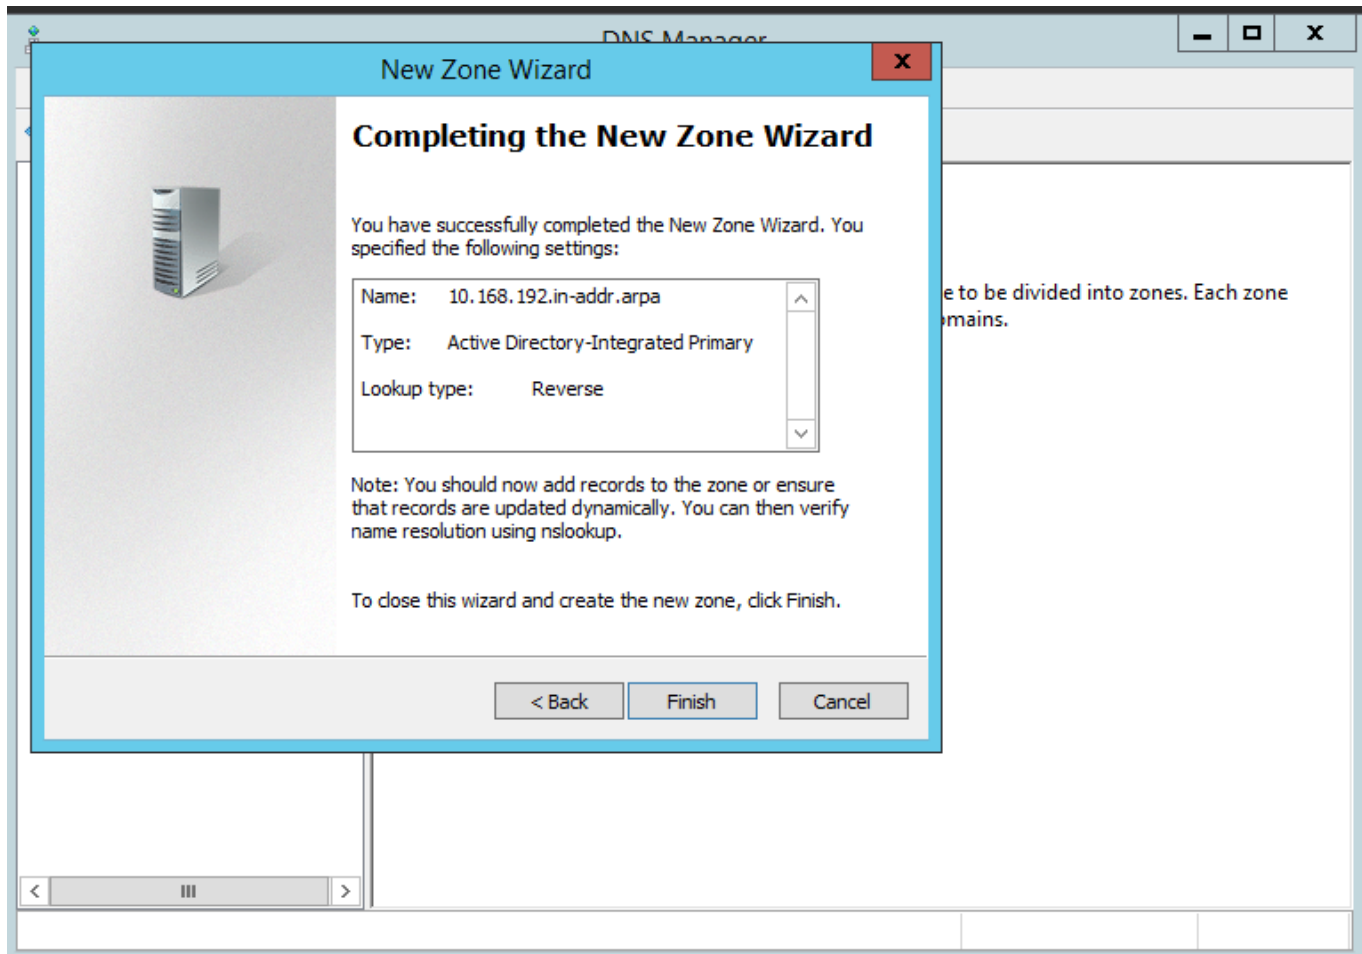 DNS Manager
New Zone Wizard
Completing the New Zone Wizard
You have successfully completed the New Zone Wizard. You
specified the following settings:
Name: 10.168.192.in-addr.arpa
Type: Active Directory-Integrated Primary
Lookup type: Reverse
Note: You should now add records to the zone or ensure
that records are updated dynamically. You can then verify
name resolution using nslookup.
To close this wizard and create the new zone, click Finish.
< Back Finish Cancel
e to be divided into zones. Each zone
omains.